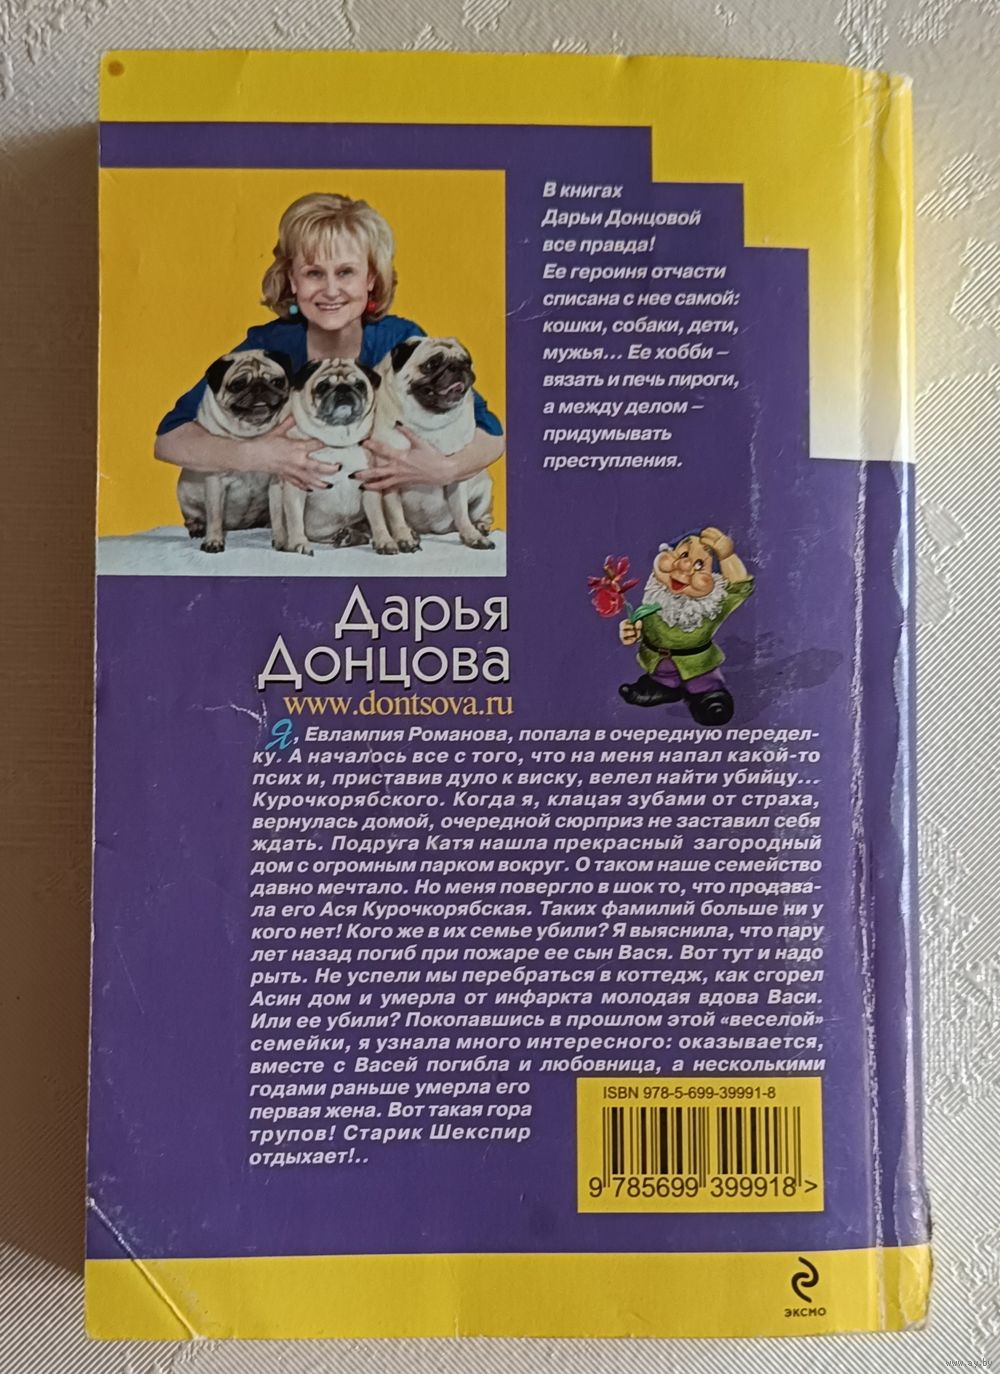 В книгах
Дарьи Донцовой
все правда!
Ее героиня отчасти
списана с нее самой:
кошки, собаки, дети,
мужья... Ее хобби –
вязать и печь пироги,
а между делом –
придумывать
преступления.
Дарья
Донцова
www.dontsova.ru
Я, Евлампия Романова, попала в очередную передел-
ку. А началось все с того, что на меня напал какой-то
псих и, приставив дуло к виску, велел найти убийцу...
Курочкорябского. Когда я, клацая зубами от страха,
вернулась домой, очередной сюрприз не заставил себя
ждать. Подруга Катя нашла прекрасный загородный
дом с огромным парком вокруг. О таком наше семейство
давно мечтало. Но меня повергло в шок то, что продава-
ла его Ася Курочкорябская. Таких фамилий больше ни у
кого нет! Кого же в их семье убили? Я выяснила, что пару
лет назад погиб при пожаре ее сын Вася. Вот тут и надо
рыть. Не успели мы перебраться в коттедж, как сгорел
Асин дом и умерла от инфаркта молодая вдова Васи.
Или ее убили? Покопавшись в прошлом этой «веселой»
семейки, я узнала много интересного: оказывается,
вместе с Васей погибла и любовница, а несколькими
годами раньше умерла его
первая жена. Вот такая гора
трупов! Старик Шекспир
отдыхает!..
ISBN 978-5-699-39991-8
9 785699 399918 >
ЭКСМО
www.ay.by